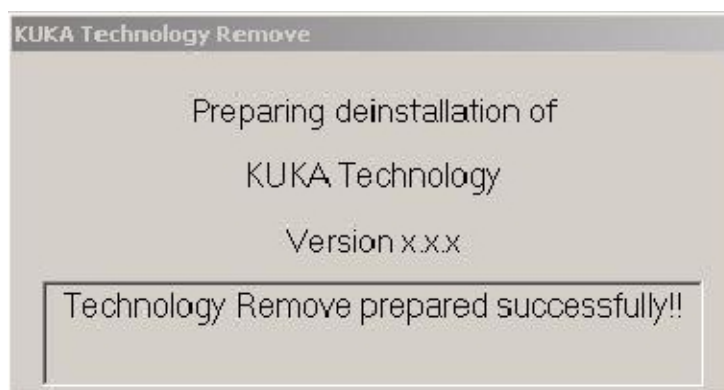 KUKA Technology Remove
Preparing deinstallation of
KUKA Technology
Version x.x.x
Technology Remove prepared successfully!!